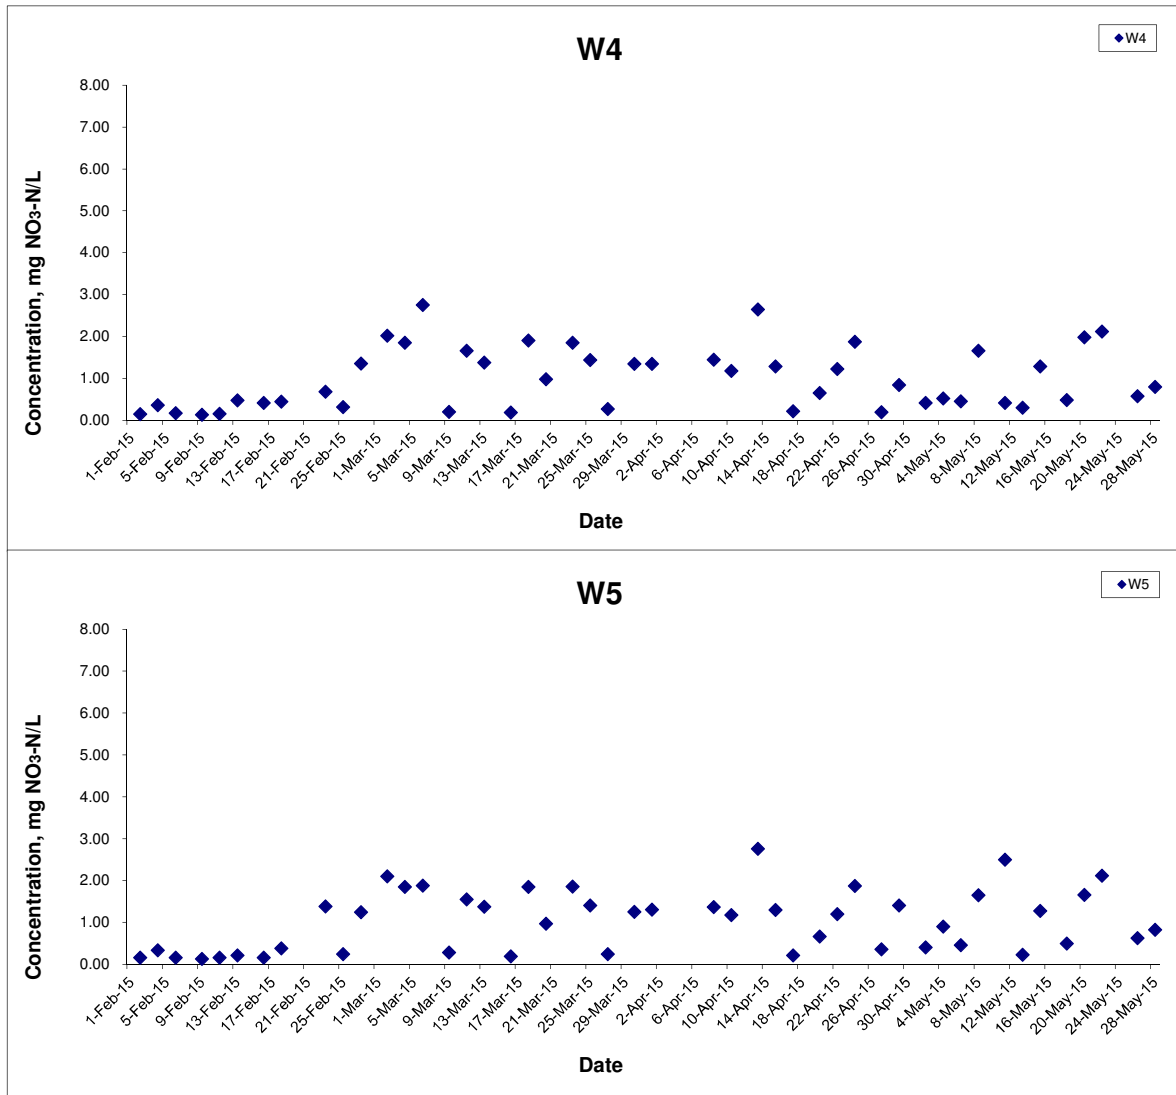 W4
W4
8.00
7.00
6.00
5.00
4.00
3.00
2.00
1.00
0.00
Concentration, mg NO3-N/L
1-Feb-15
5-Feb-15
9-Feb-15
13-Feb-15
17-Feb-15
21-Feb-15
25-Feb-15
1-Mar-15
5-Mar-15
9-Mar-15
13-Mar-15
17-Mar-15
21-Mar-15
25-Mar-15
29-Mar-15
2-Apr-15
6-Apr-15
10-Apr-15
14-Apr-15
18-Apr-15
22-Apr-15
26-Apr-15
30-Apr-15
4-May-15
8-May-15
12-May-15
16-May-15
20-May-15
24-May-15
28-May-15
Date
W5
W5
8.00
7.00
6.00
5.00
4.00
3.00
2.00
1.00
0.00
Concentration, mg NO3-N/L
1-Feb-15
5-Feb-15
9-Feb-15
13-Feb-15
17-Feb-15
21-Feb-15
25-Feb-15
1-Mar-15
5-Mar-15
9-Mar-15
13-Mar-15
17-Mar-15
21-Mar-15
25-Mar-15
29-Mar-15
2-Apr-15
6-Apr-15
10-Apr-15
14-Apr-15
18-Apr-15
22-Apr-15
26-Apr-15
30-Apr-15
4-May-15
8-May-15
12-May-15
16-May-15
20-May-15
24-May-15
28-May-15
Date